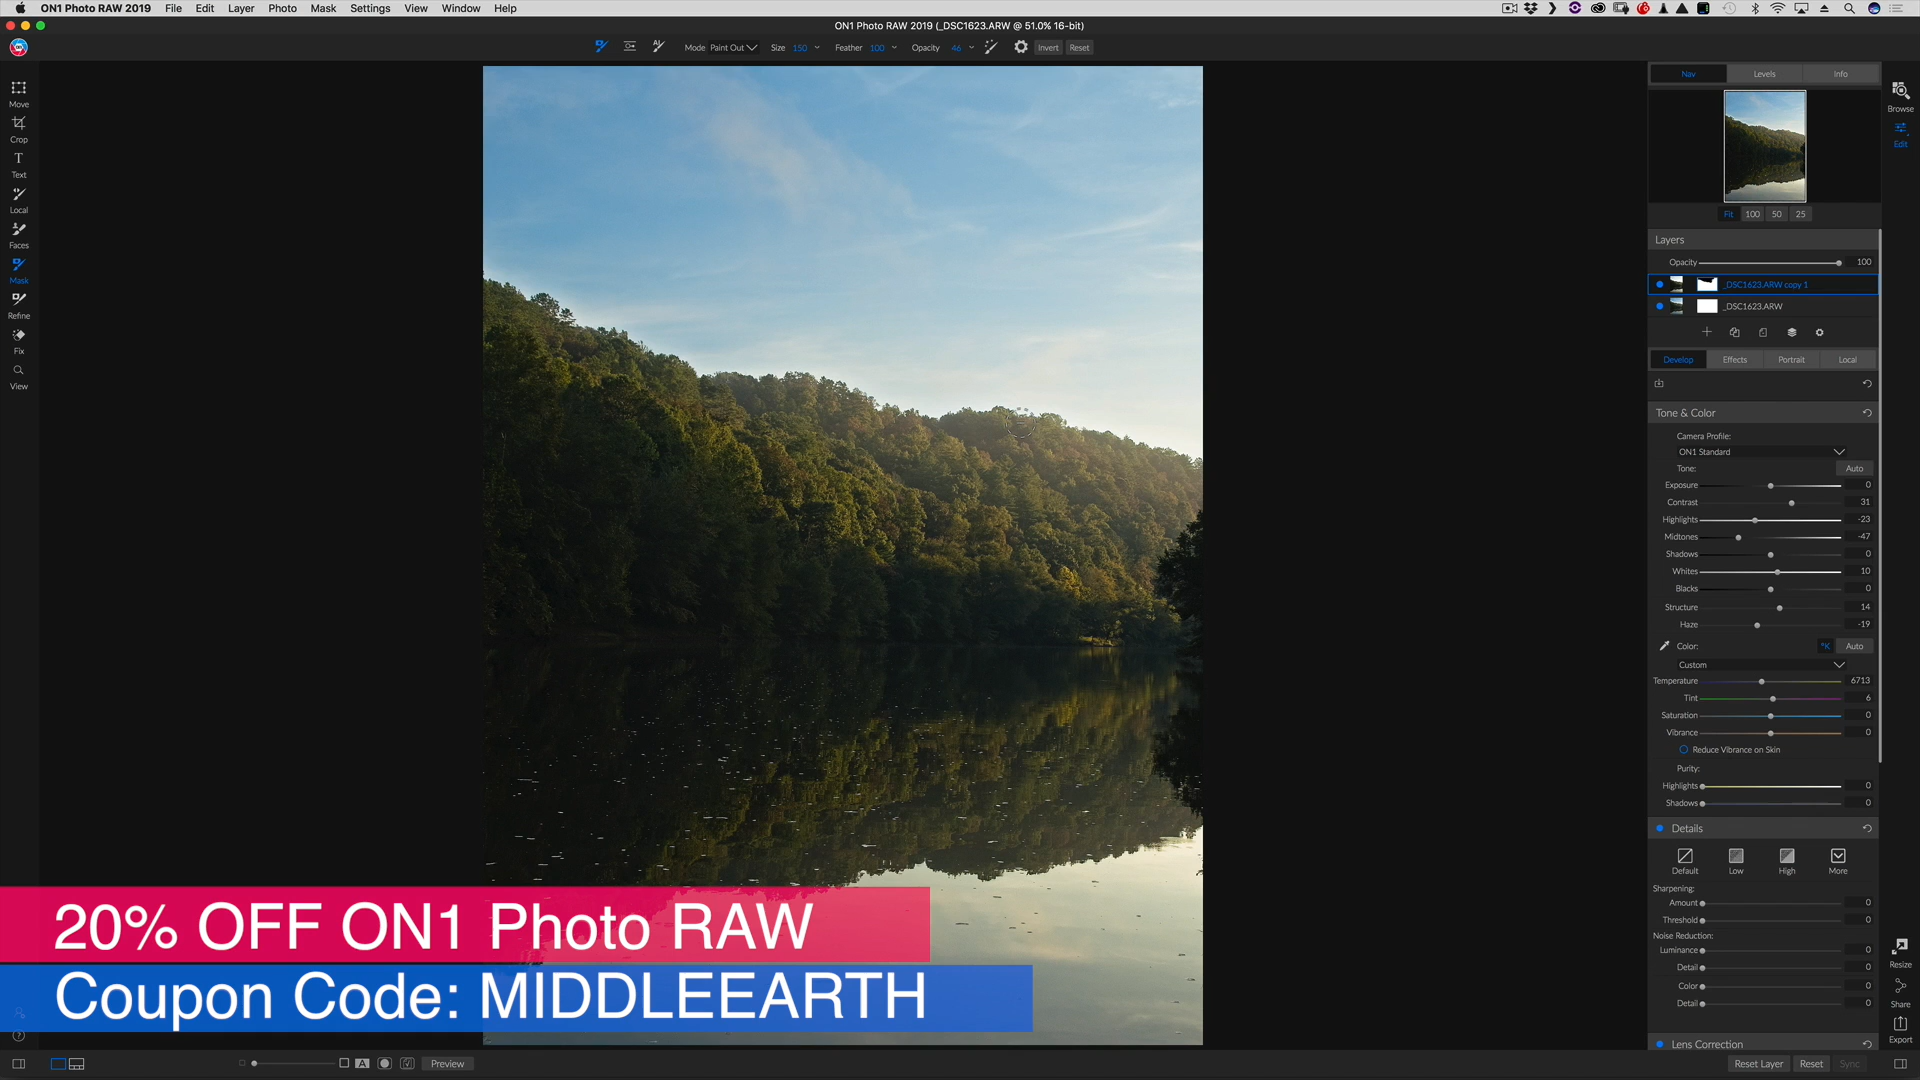 ON1 Photo RAW 2019 File Edit Layer Photo Mask Settings View Window Help
ON1 Photo RAW 2019 (_DSC1623.ARW @ 51.0% 16-bit)
Mode Paint Out Size 150 Feather 100 Opacity 46 Invert Reset
Move
Crop
Text
Local
Faces
Mask
Refine
Fix
View
Nav Levels Info
Browse
Edit
Fit 100 50 25
Layers
Opacity 100
_DSC1623.ARW copy 1
_DSC1623.ARW
Develop Effects Portrait Local
Tone & Color
Camera Profile:
ON1 Standard
Tone: Auto
Exposure 0
Contrast 31
Highlights -23
Midtones -47
Shadows 0
Whites 10
Blacks 0
Structure 14
Haze -19
Color: °K Auto
Custom
Temperature 6713
Tint 6
Saturation 0
Vibrance 0
Reduce Vibrance on Skin
Purity:
Highlights 0
Shadows 0
Details
Default Low High More
Sharpening:
Amount 0
Threshold 0
Noise Reduction:
Luminance 0
Detail 0
Color 0
Detail 0
Lens Correction
Resize
Share
Export
20% OFF ON1 Photo RAW
Coupon Code: MIDDLEEARTH
?
A Preview
Reset Layer Reset Sync